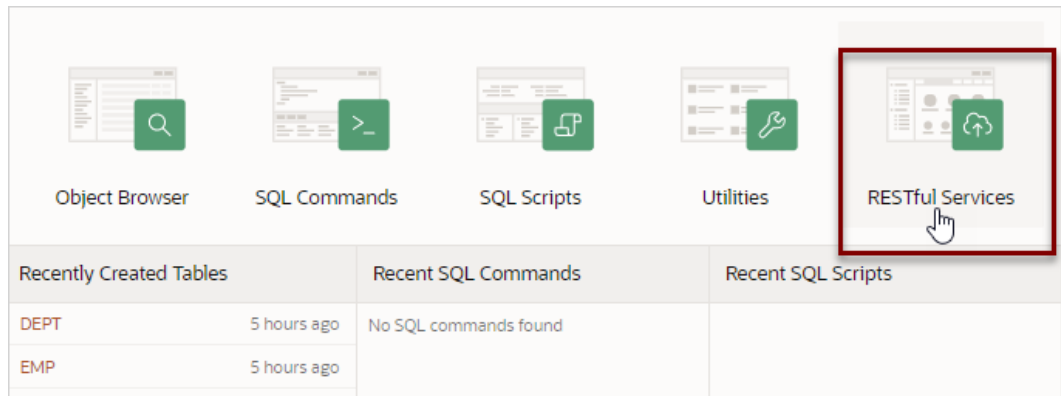 Object Browser
SQL Commands
SQL Scripts
Utilities
RESTful Services
Recently Created Tables
Recent SQL Commands
Recent SQL Scripts
DEPT 5 hours ago
No SQL commands found
EMP 5 hours ago